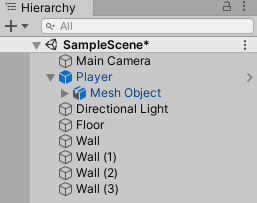 Hierarchy
All
SampleScene*
Main Camera
Player
Mesh Object
Directional Light
Floor
Wall
Wall (1)
Wall (2)
Wall (3)